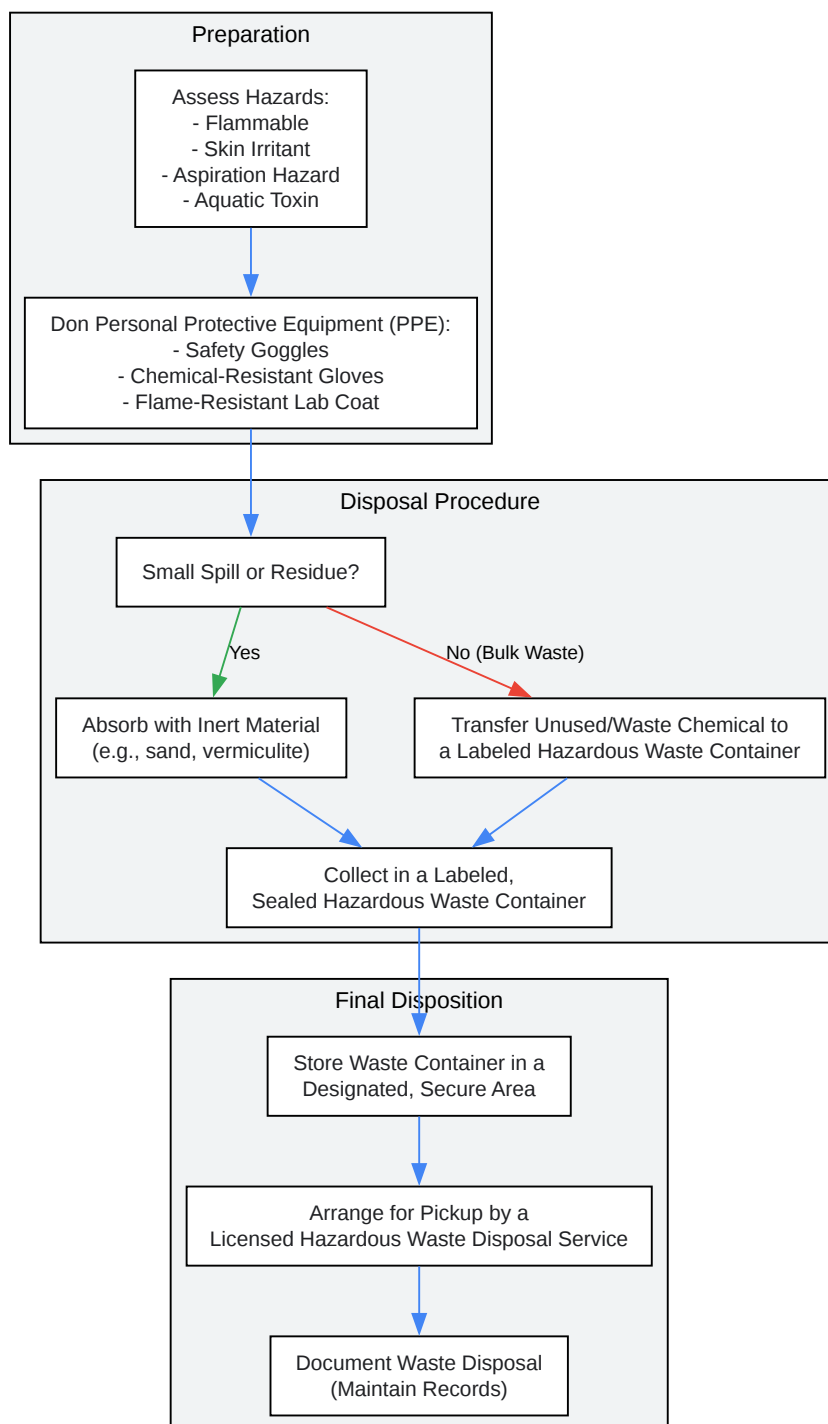 Preparation
Assess Hazards:
- Flammable
- Skin Irritant
- Aspiration Hazard
- Aquatic Toxin
Don Personal Protective Equipment (PPE):
- Safety Goggles
- Chemical-Resistant Gloves
- Flame-Resistant Lab Coat
Disposal Procedure
Small Spill or Residue?
Yes
No (Bulk Waste)
Absorb with Inert Material
(e.g., sand, vermiculite)
Transfer Unused/Waste Chemical to
a Labeled Hazardous Waste Container
Collect in a Labeled,
Sealed Hazardous Waste Container
Final Disposition
Store Waste Container in a
Designated, Secure Area
Arrange for Pickup by a
Licensed Hazardous Waste Disposal Service
Document Waste Disposal
(Maintain Records)